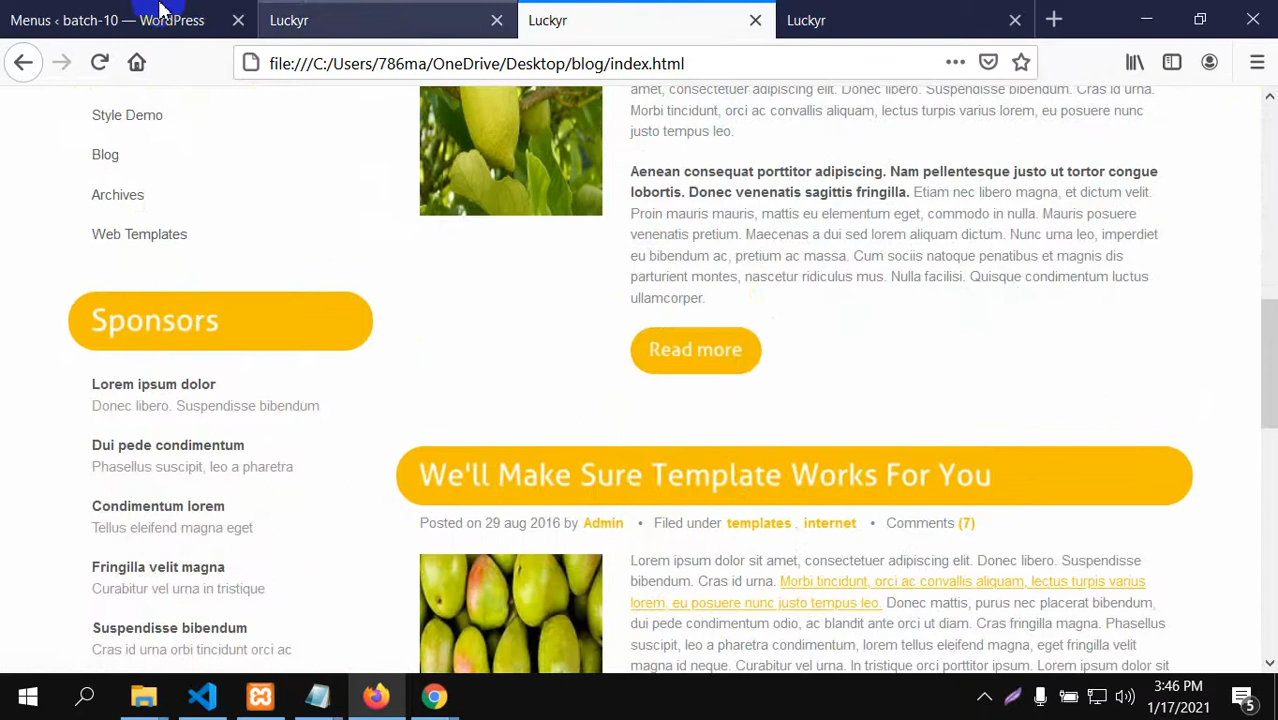 Menus ‹ batch-10 — WordPress
Luckyr
Luckyr
Luckyr
file:///C:/Users/786ma/OneDrive/Desktop/blog/index.html
Style Demo
Blog
Archives
Web Templates
Sponsors
Lorem ipsum dolor
Donec libero. Suspendisse bibendum
Dui pede condimentum
Phasellus suscipit, leo a pharetra
Condimentum lorem
Tellus eleifend magna eget
Fringilla velit magna
Curabitur vel urna in tristique
Suspendisse bibendum
Cras id urna orbi tincidunt orci ac
amet, consectetuer adipiscing elit. Donec libero. Suspendisse bibendum. Cras id urna.
Morbi tincidunt, orci ac convallis aliquam, lectus turpis varius lorem, eu posuere nunc
justo tempus leo.
Aenean consequat porttitor adipiscing. Nam pellentesque justo ut tortor congue
lobortis. Donec venenatis sagittis fringilla. Etiam nec libero magna, et dictum velit.
Proin mauris mauris, mattis eu elementum eget, commodo in nulla. Mauris posuere
venenatis pretium. Maecenas a dui sed lorem aliquam dictum. Nunc urna leo, imperdiet
eu bibendum ac, pretium ac massa. Cum sociis natoque penatibus et magnis dis
parturient montes, nascetur ridiculus mus. Nulla facilisi. Quisque condimentum luctus
ullamcorper.
Read more
We'll Make Sure Template Works For You
Posted on 29 aug 2016 by Admin • Filed under templates , internet • Comments (7)
Lorem ipsum dolor sit amet, consectetuer adipiscing elit. Donec libero. Suspendisse
bibendum. Cras id urna. Morbi tincidunt, orci ac convallis aliquam, lectus turpis varius
lorem, eu posuere nunc justo tempus leo. Donec mattis, purus nec placerat bibendum,
dui pede condimentum odio, ac blandit ante orci ut diam. Cras fringilla magna. Phasellus
suscipit, leo a pharetra condimentum, lorem tellus eleifend magna, eget fringilla velit
magna id neque. Curabitur vel urna. In tristique orci porttitor ipsum. Lorem ipsum dolor sit
3:46 PM
1/17/2021
5